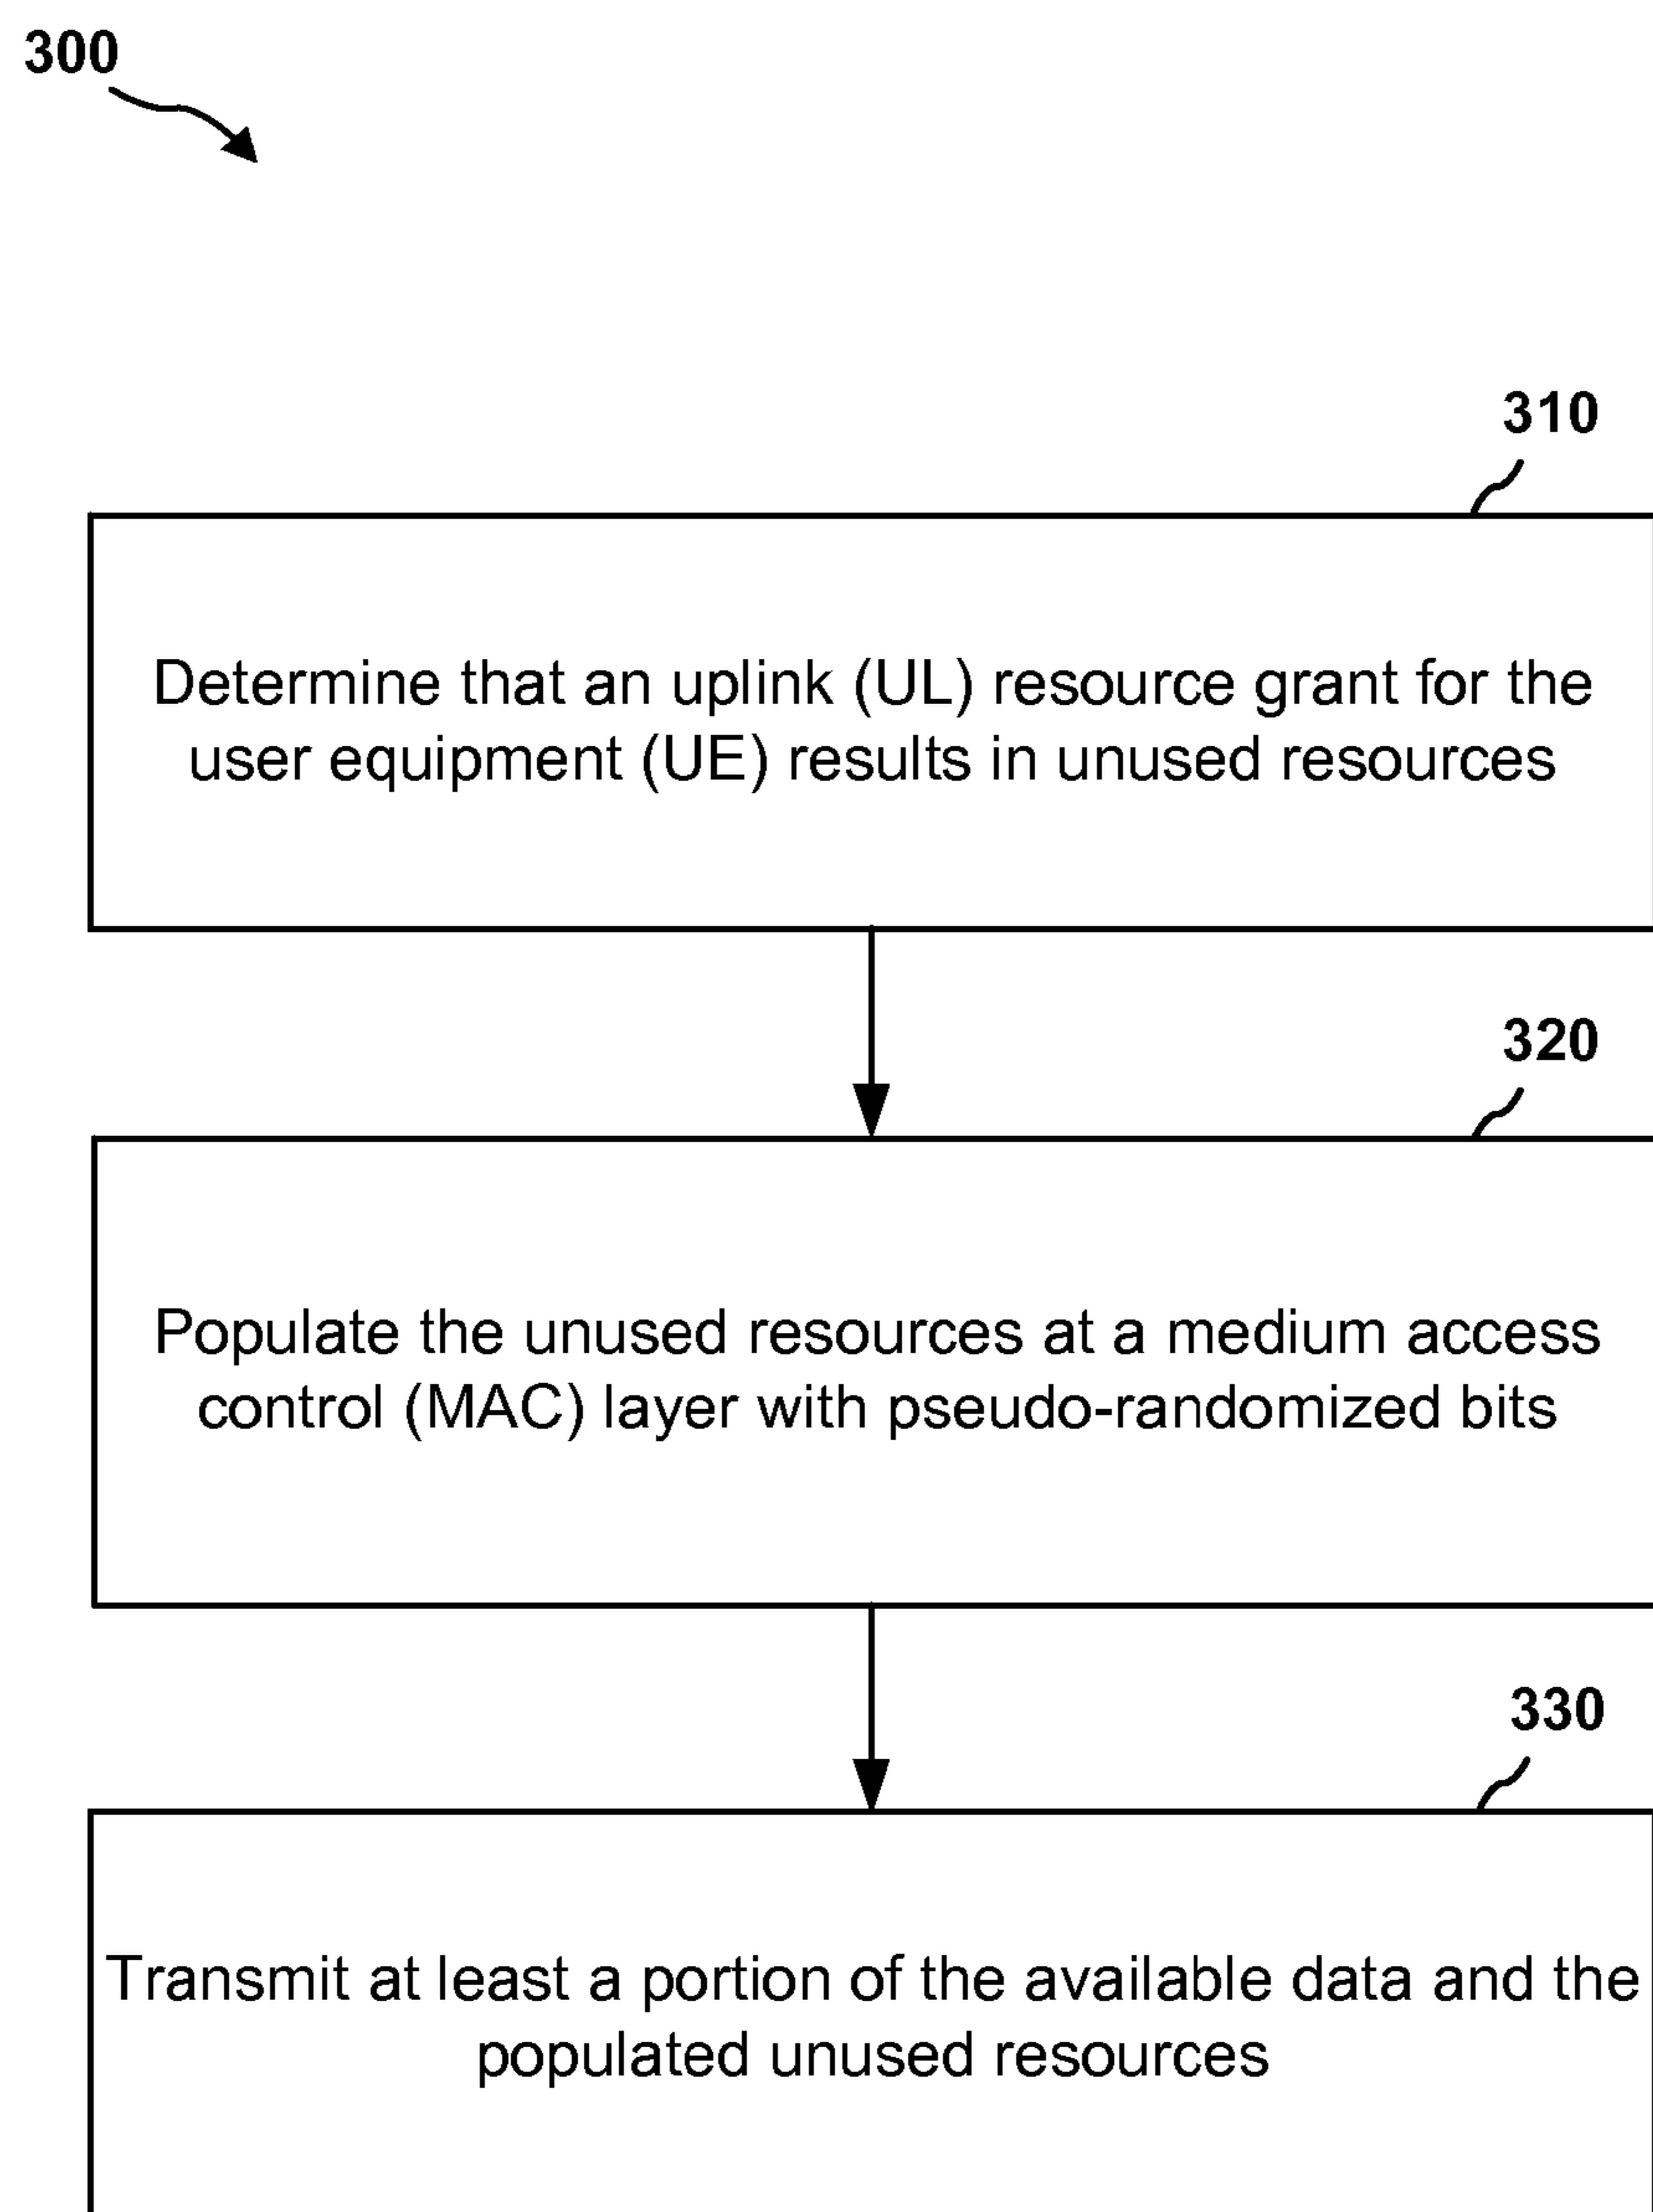 300
310
Determine that an uplink (UL) resource grant for the
user equipment (UE) results in unused resources
320
Populate the unused resources at a medium access
control (MAC) layer with pseudo-randomized bits
330
Transmit at least a portion of the available data and the
populated unused resources